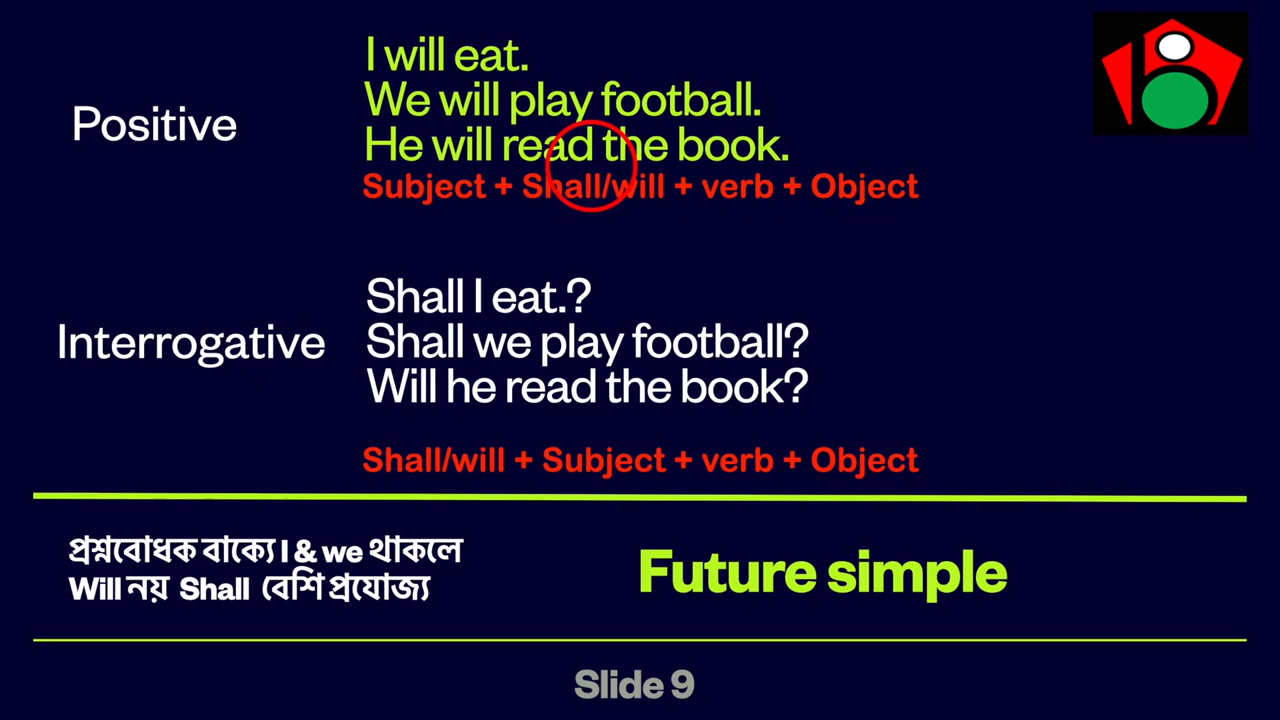 Positive
I will eat.
We will play football.
He will read the book.
Subject + Shall/will + verb + Object
Interrogative
Shall I eat.?
Shall we play football?
Will he read the book?
Shall/will + Subject + verb + Object
প্রশ্নবোধক বাক্যে I & we থাকলে
Will নয় Shall বেশি প্রযোজ্য
Future simple
Slide 9